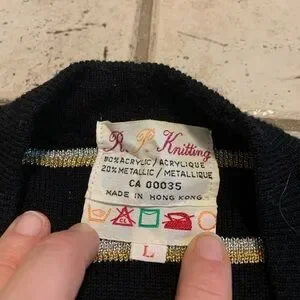 R. P. Knitting
80% ACRYLIC / ACRYLIQUE
20% METALLIC / METALLIQUE
CA 00035
MADE IN HONG KONG
L